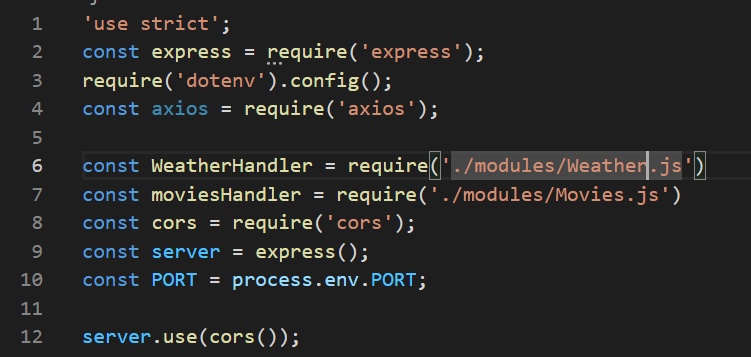 1 'use strict';
2 const express = require('express');
3 require('dotenv').config();
4 const axios = require('axios');
5
6 const WeatherHandler = require('./modules/Weather.js')
7 const moviesHandler = require('./modules/Movies.js')
8 const cors = require('cors');
9 const server = express();
10 const PORT = process.env.PORT;
11
12 server.use(cors());